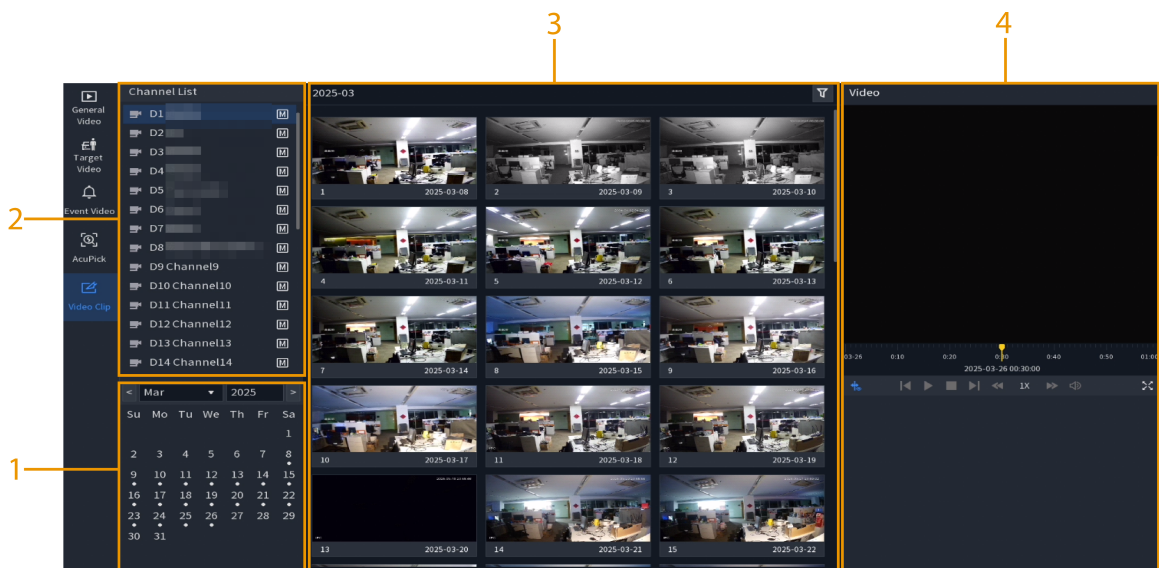 3
4
2
1
General
Video
Target
Video
Event Video
AcuPick
Video Clip
Channel List
D1 M
D2 M
D3 M
D4 M
D5 M
D6 M
D7 M
D8 M
D9 Channel9 M
D10 Channel10 M
D11 Channel11 M
D12 Channel12 M
D13 Channel13 M
D14 Channel14 M
< Mar 2025 >
Su Mo Tu We Th Fr Sa
1
2 3 4 5 6 7 8
9 10 11 12 13 14 15
16 17 18 19 20 21 22
23 24 25 26 27 28 29
30 31
2025-03
1 2025-03-08
2 2025-03-09
3 2025-03-10
4 2025-03-11
5 2025-03-12
6 2025-03-13
7 2025-03-14
8 2025-03-15
9 2025-03-16
10 2025-03-17
11 2025-03-18
12 2025-03-19
13 2025-03-20
14 2025-03-21
15 2025-03-22
Video
03-26 0:10 0:20 0:30 0:40 0:50 01:00
2025-03-26 00:30:00
1X